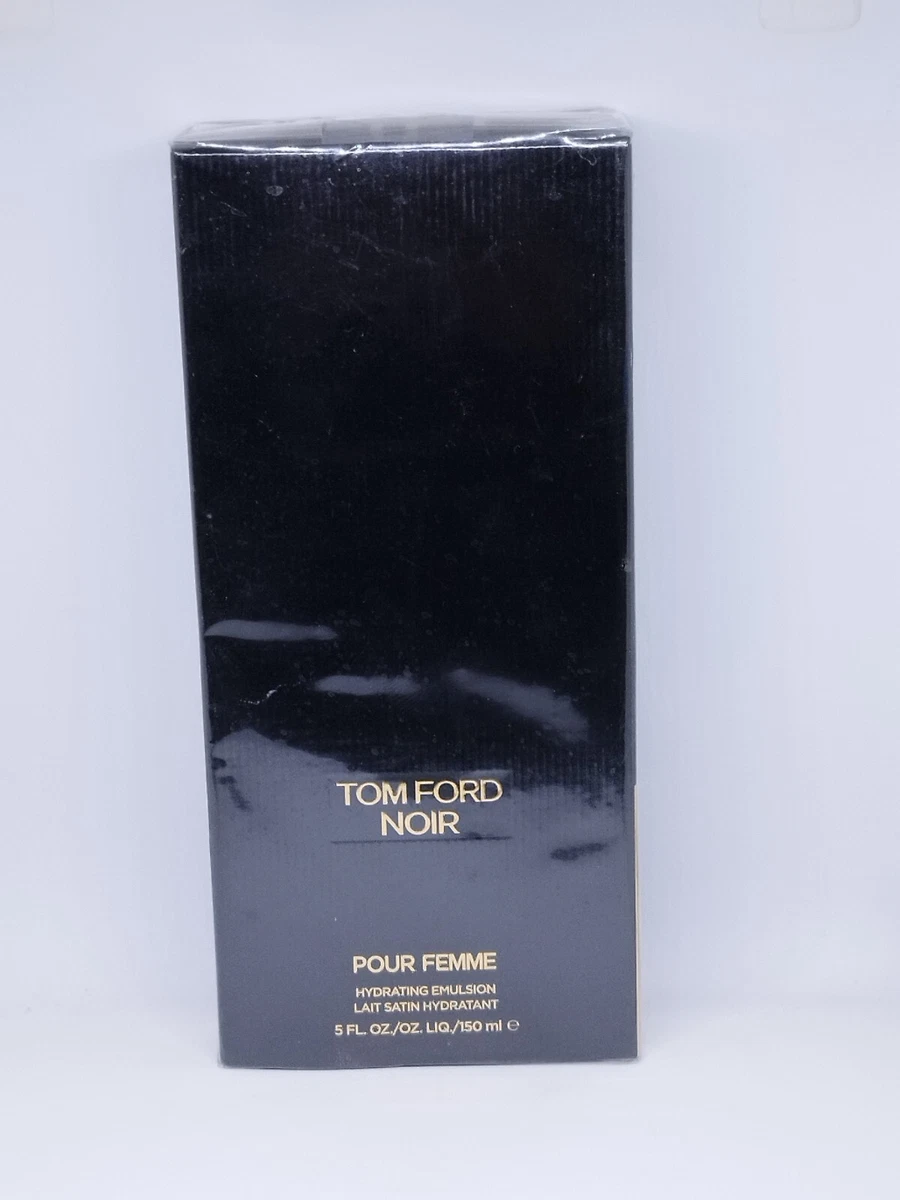 TOM FORD
NOIR
POUR FEMME
HYDRATING EMULSION
LAIT SATIN HYDRATANT
5 FL. OZ./OZ. LIQ./150 ml ℮